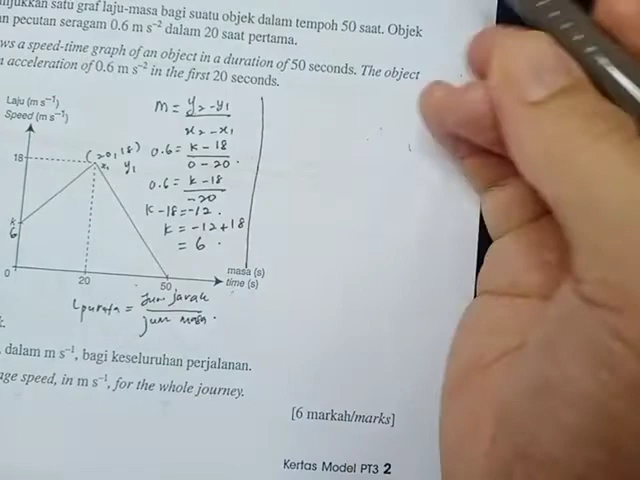 njukkan satu graf laju-masa bagi suatu objek dalam tempoh 50 saat. Objek
n pecutan seragam 0.6 m s⁻² dalam 20 saat pertama.
ws a speed-time graph of an object in a duration of 50 seconds. The object
acceleration of 0.6 m s⁻² in the first 20 seconds.
Laju (m s⁻¹)
Speed (m s⁻¹)
18
(20, 18)
x₁ y₁
k
6
0
20
50
masa (s)
time (s)
m = y₂ - y₁
x₂ - x₁
0.6 = k - 18
0 - 20
0.6 = k - 18
-20
k - 18 = -12
k = -12 + 18
= 6
Lpurata = Jum Jarak
Jum masa
k.
, dalam m s⁻¹, bagi keseluruhan perjalanan.
age speed, in m s⁻¹, for the whole journey.
[6 markah/marks]
Kertas Model PT3 2